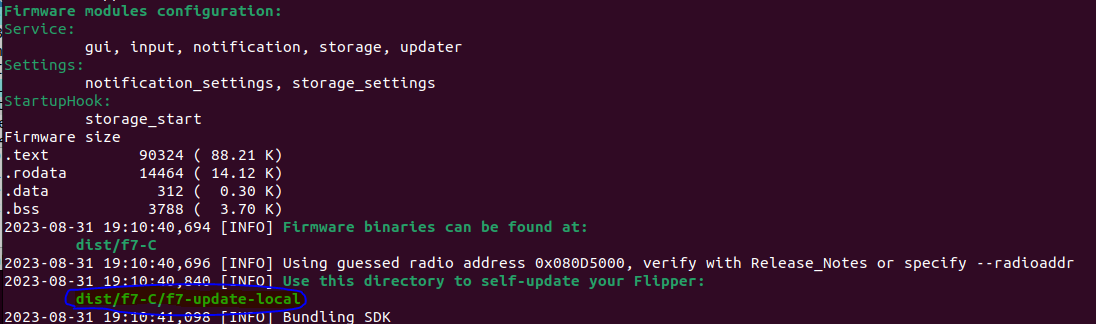 Firmware modules configuration:
Service:
gui, input, notification, storage, updater
Settings:
notification_settings, storage_settings
StartupHook:
storage_start
Firmware size
.text 90324 ( 88.21 K)
.rodata 14464 ( 14.12 K)
.data 312 ( 0.30 K)
.bss 3788 ( 3.70 K)
2023-08-31 19:10:40,694 [INFO] Firmware binaries can be found at:
dist/f7-C
2023-08-31 19:10:40,696 [INFO] Using guessed radio address 0x080D5000, verify with Release_Notes or specify --radioaddr
2023-08-31 19:10:40,840 [INFO] Use this directory to self-update your Flipper:
dist/f7-C/f7-update-local
2023-08-31 19:10:41,098 [INFO] Bundling SDK